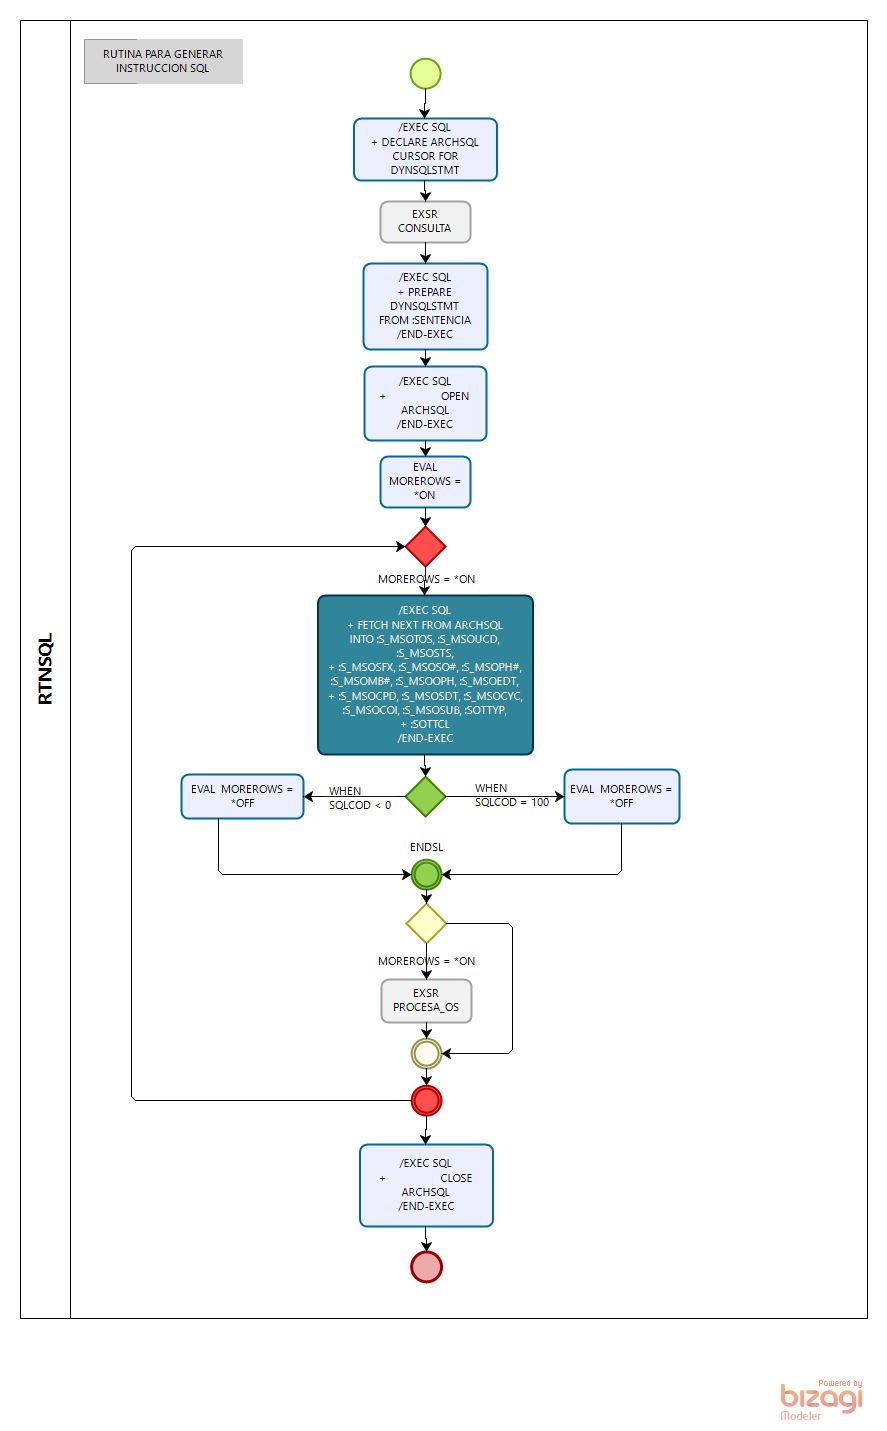 RTNSQL
RUTINA PARA GENERAR
INSTRUCCION SQL
/EXEC SQL
+ DECLARE ARCHSQL
CURSOR FOR
DYNSQLSTMT
EXSR
CONSULTA
/EXEC SQL
+ PREPARE
DYNSQLSTMT
FROM :SENTENCIA
/END-EXEC
/EXEC SQL
+ OPEN
ARCHSQL
/END-EXEC
EVAL
MOREROWS =
*ON
MOREROWS = *ON
/EXEC SQL
+ FETCH NEXT FROM ARCHSQL
INTO :S_MSOTOS, :S_MSOUCD,
:S_MSOSTS,
+ :S_MSOSFX, :S_MSOSO#, :S_MSOPH#,
:S_MSOMB#, :S_MSOOPH, :S_MSOEDT,
+ :S_MSOCPD, :S_MSOSDT, :S_MSOCYC,
:S_MSOCOI, :S_MSOSUB, :SOTTYP,
+ :SOTTCL
/END-EXEC
EVAL MOREROWS =
*OFF
WHEN
SQLCOD < 0
WHEN
SQLCOD = 100
EVAL MOREROWS =
*OFF
ENDSL
MOREROWS = *ON
EXSR
PROCESA_OS
/EXEC SQL
+ CLOSE
ARCHSQL
/END-EXEC
Powered by
bizagi
Modeler